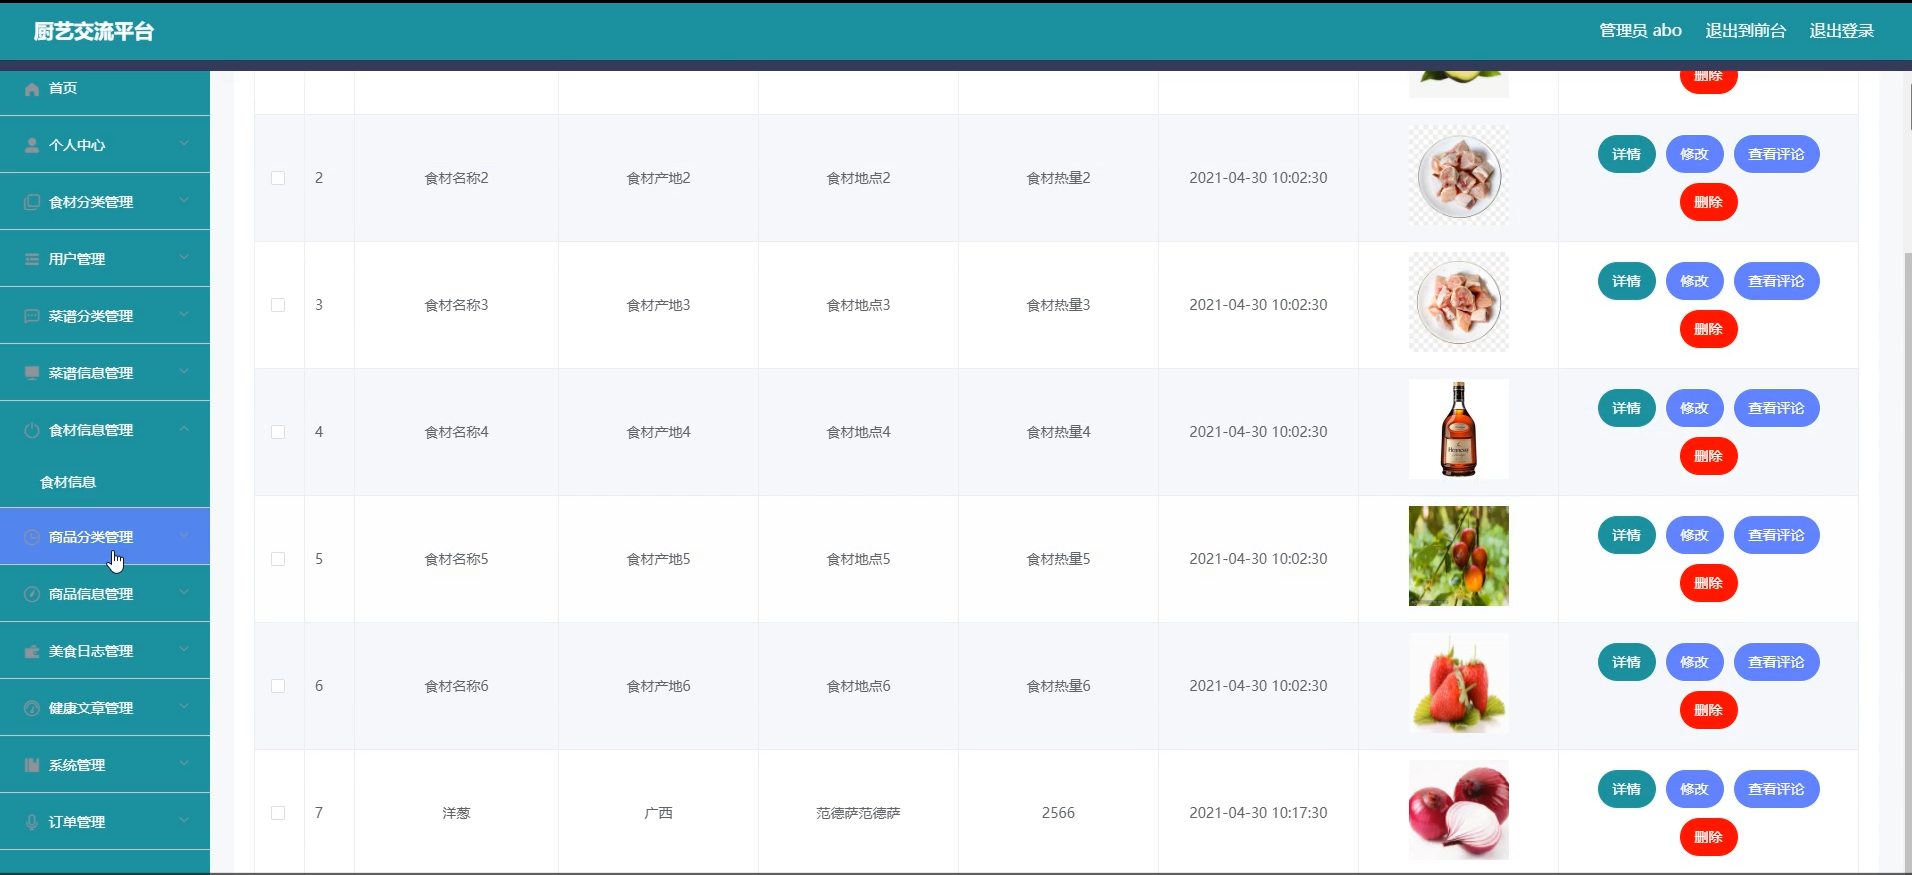 厨艺交流平台
管理员 abo 退出到前台 退出登录
首页
个人中心
食材分类管理
用户管理
菜谱分类管理
菜谱信息管理
食材信息管理
食材信息
商品分类管理
商品信息管理
美食日志管理
健康文章管理
系统管理
订单管理
删除
2 食材名称2 食材产地2 食材地点2 食材热量2 2021-04-30 10:02:30 详情 修改 查看评论
删除
3 食材名称3 食材产地3 食材地点3 食材热量3 2021-04-30 10:02:30 详情 修改 查看评论
删除
4 食材名称4 食材产地4 食材地点4 食材热量4 2021-04-30 10:02:30 Hennessy 详情 修改 查看评论
删除
5 食材名称5 食材产地5 食材地点5 食材热量5 2021-04-30 10:02:30 详情 修改 查看评论
删除
6 食材名称6 食材产地6 食材地点6 食材热量6 2021-04-30 10:02:30 详情 修改 查看评论
删除
7 洋葱 广西 范德萨范德萨 2566 2021-04-30 10:17:30 详情 修改 查看评论
删除